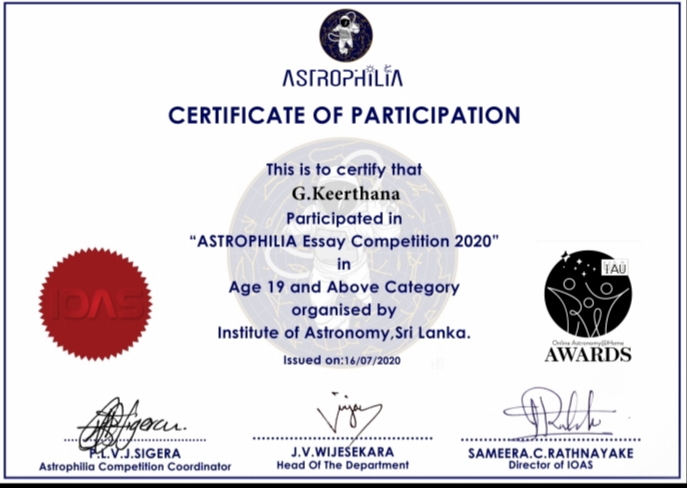 ASTROPHILIA
CERTIFICATE OF PARTICIPATION
This is to certify that
G.Keerthana
Participated in
“ASTROPHILIA Essay Competition 2020”
in
Age 19 and Above Category
organised by
Institute of Astronomy,Sri Lanka.
Issued on:16/07/2020
IOAS
IAU
Online Astronomy@Home
AWARDS
P.L.V.J.SIGERA
Astrophilia Competition Coordinator
J.V.WIJESEKARA
Head Of The Department
SAMEERA.C.RATHNAYAKE
Director of IOAS